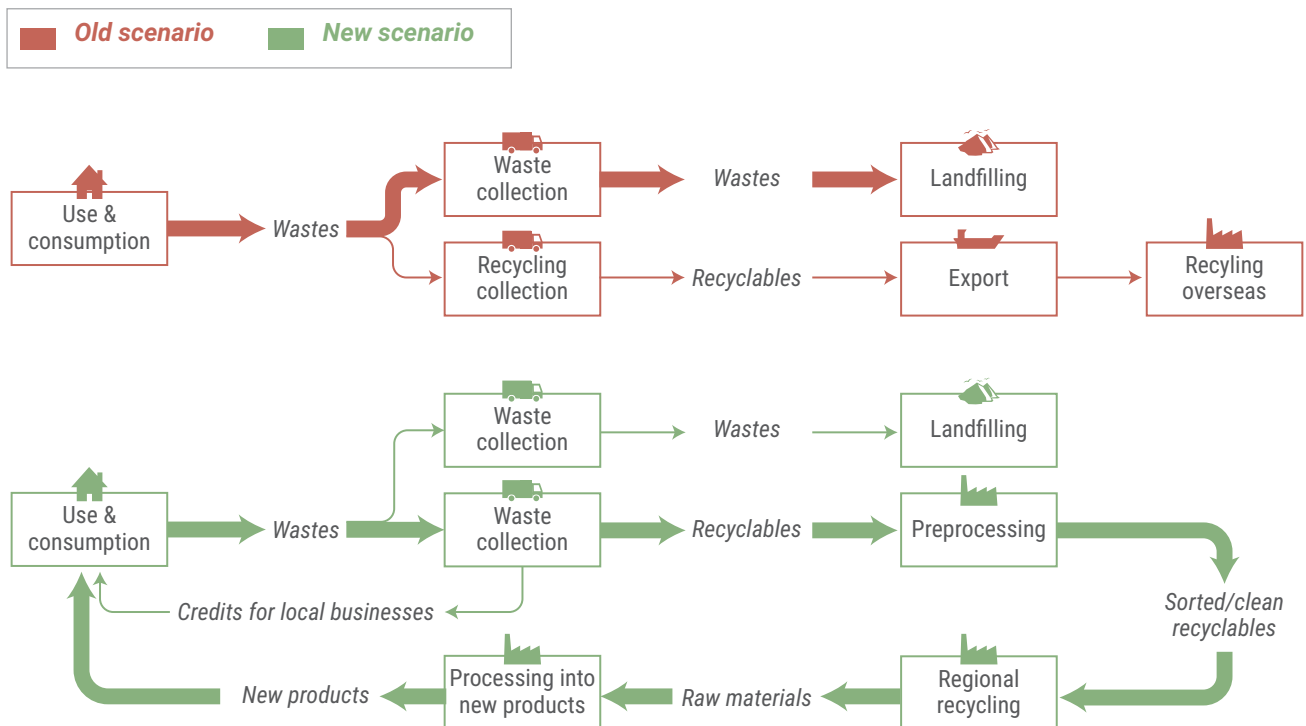 Old scenario
New scenario
Use &
consumption
Wastes
Waste
collection
Wastes
Landfilling
Recycling
collection
Recyclables
Export
Recyling
overseas
Use &
consumption
Wastes
Waste
collection
Wastes
Landfilling
Waste
collection
Recyclables
Preprocessing
Sorted/clean
recyclables
Credits for local businesses
Regional
recycling
Raw materials
Processing into
new products
New products